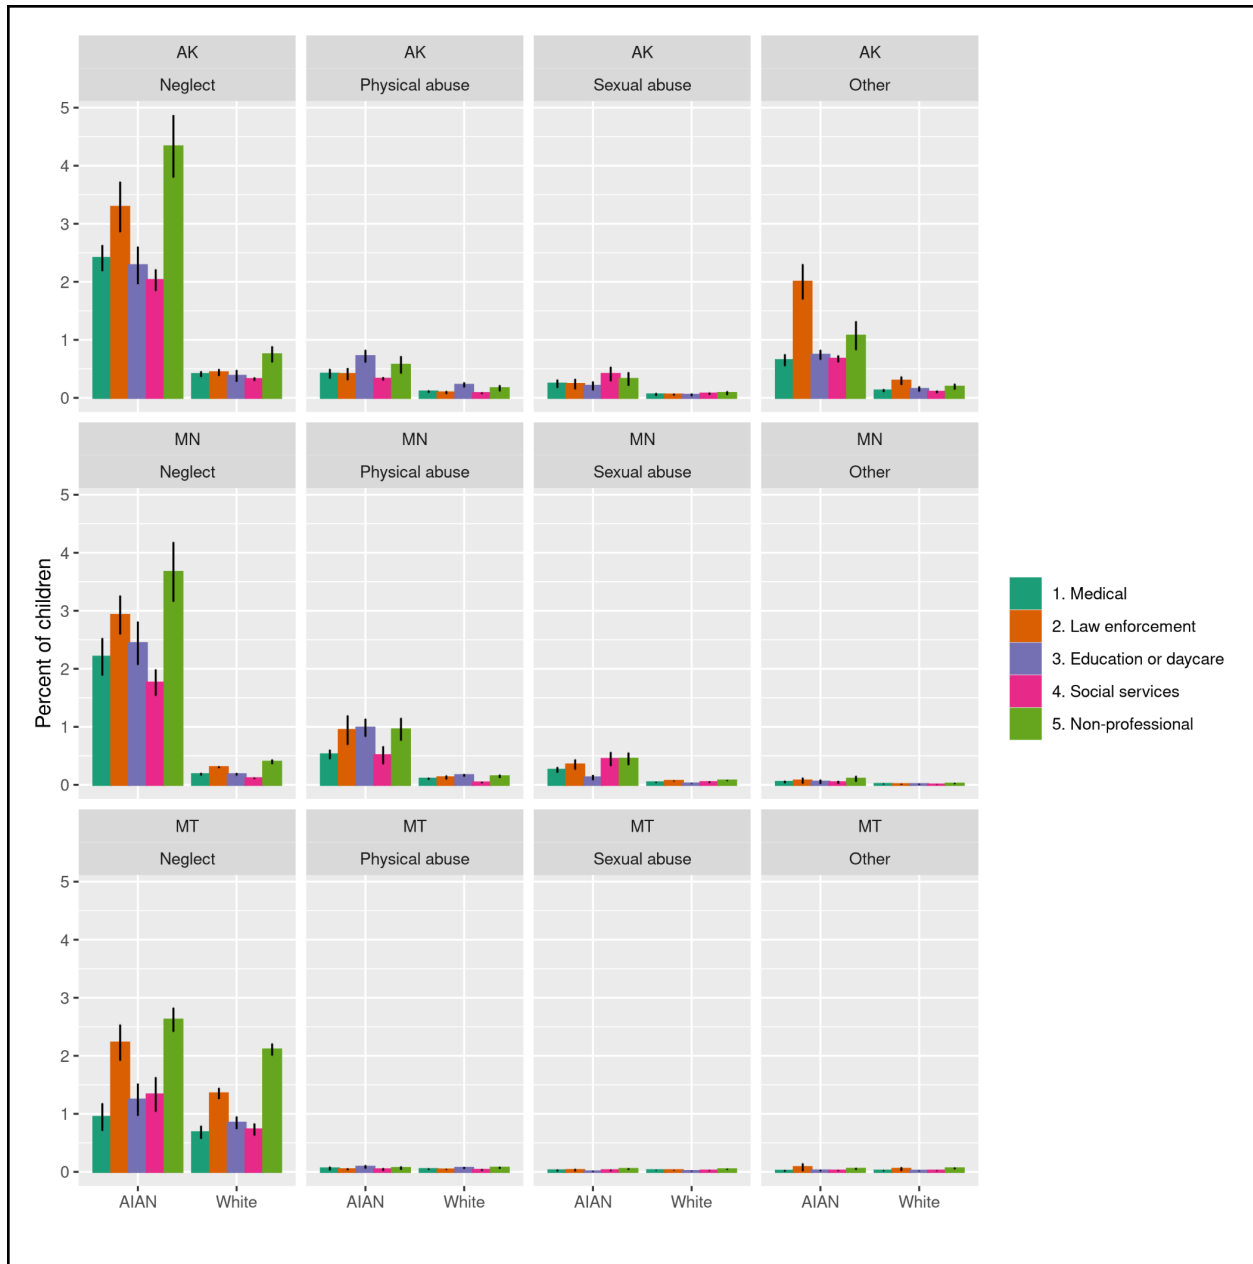 AK AK AK AK
Neglect Physical abuse Sexual abuse Other
5
4
3
2
1
0
MN MN MN MN
Neglect Physical abuse Sexual abuse Other
5
4
3
2
1
0
Percent of children
MT MT MT MT
Neglect Physical abuse Sexual abuse Other
5
4
3
2
1
0
AIAN White AIAN White AIAN White AIAN White
1. Medical
2. Law enforcement
3. Education or daycare
4. Social services
5. Non-professional